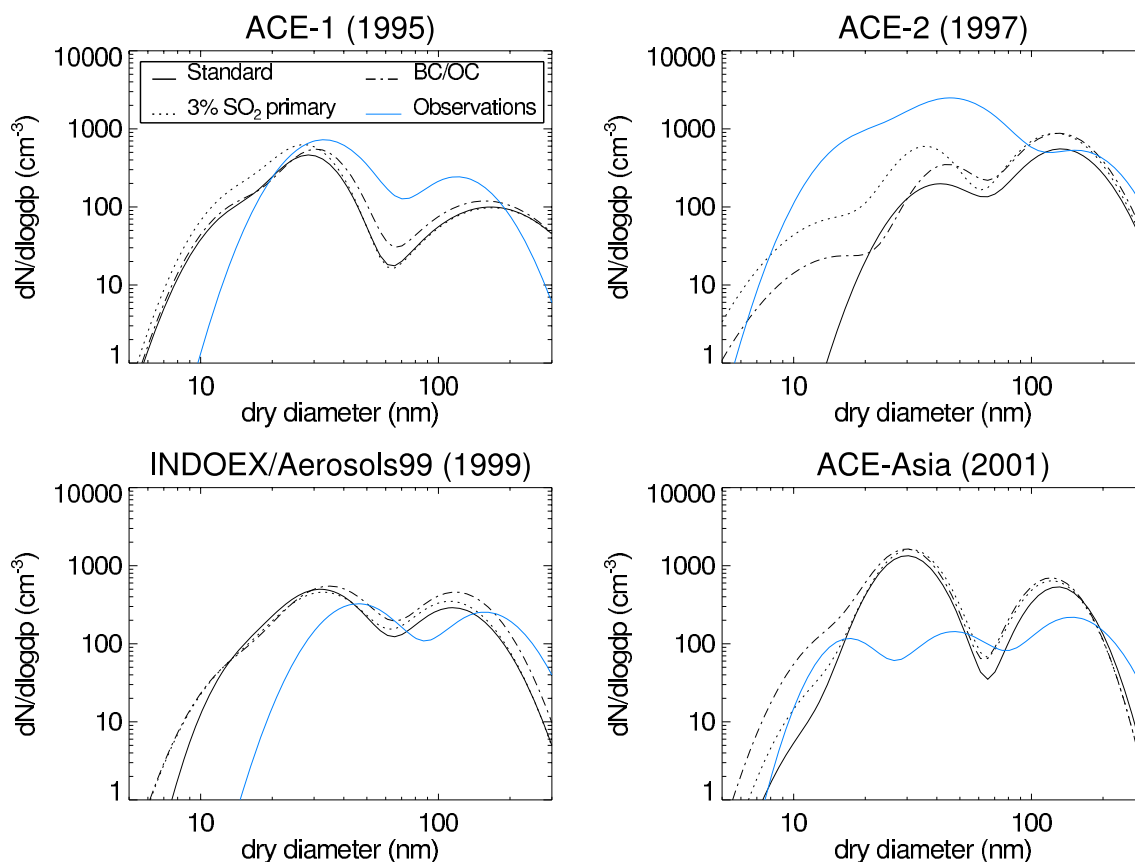 ACE-1 (1995)
10000
1000
100
10
1
dN/dlogdp (cm-3)
Standard
BC/OC
3% SO2 primary
Observations
10
100
dry diameter (nm)
ACE-2 (1997)
10000
1000
100
10
1
dN/dlogdp (cm-3)
10
100
dry diameter (nm)
INDOEX/Aerosols99 (1999)
10000
1000
100
10
1
dN/dlogdp (cm-3)
10
100
dry diameter (nm)
ACE-Asia (2001)
10000
1000
100
10
1
dN/dlogdp (cm-3)
10
100
dry diameter (nm)